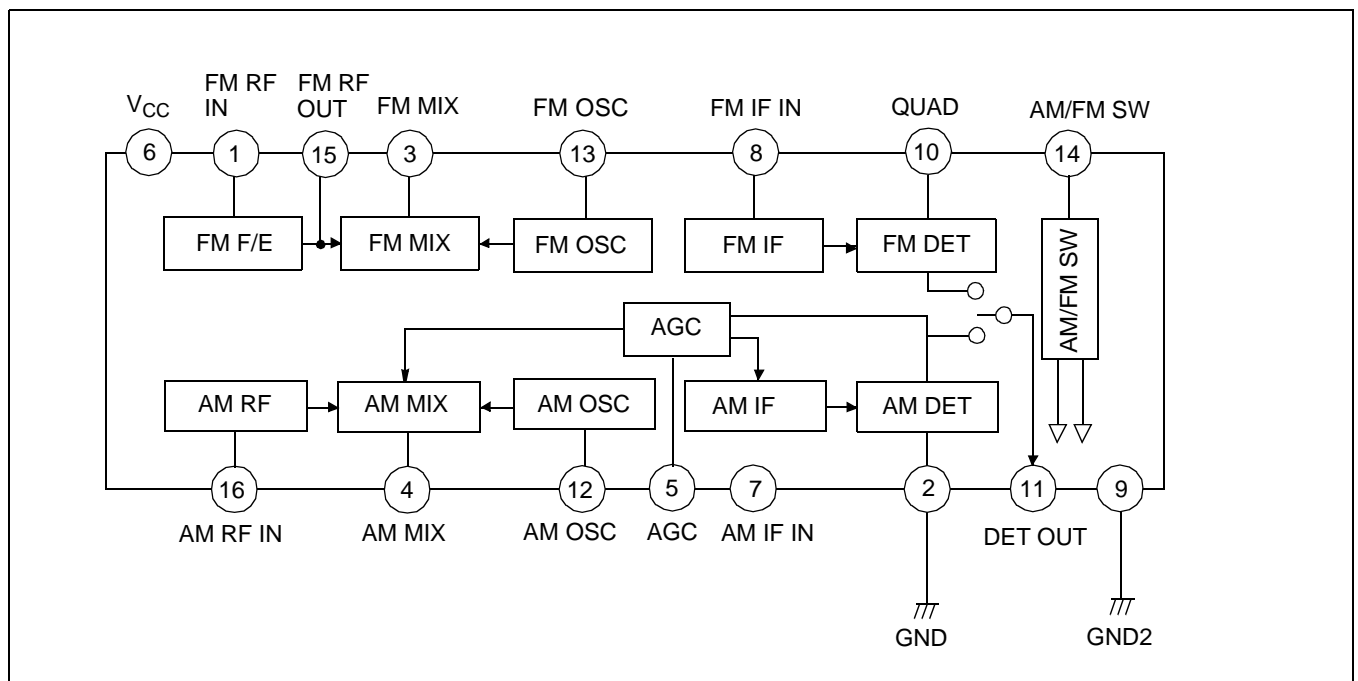 FM RF IN
FM RF OUT
VCC
FM MIX
FM OSC
FM IF IN
QUAD
AM/FM SW
6
1
15
3
13
8
10
14
FM F/E
FM MIX
FM OSC
FM IF
FM DET
AM/FM SW
AGC
AM RF
AM MIX
AM OSC
AM IF
AM DET
16
4
12
5
7
2
11
9
AM RF IN
AM MIX
AM OSC
AGC
AM IF IN
DET OUT
GND
GND2